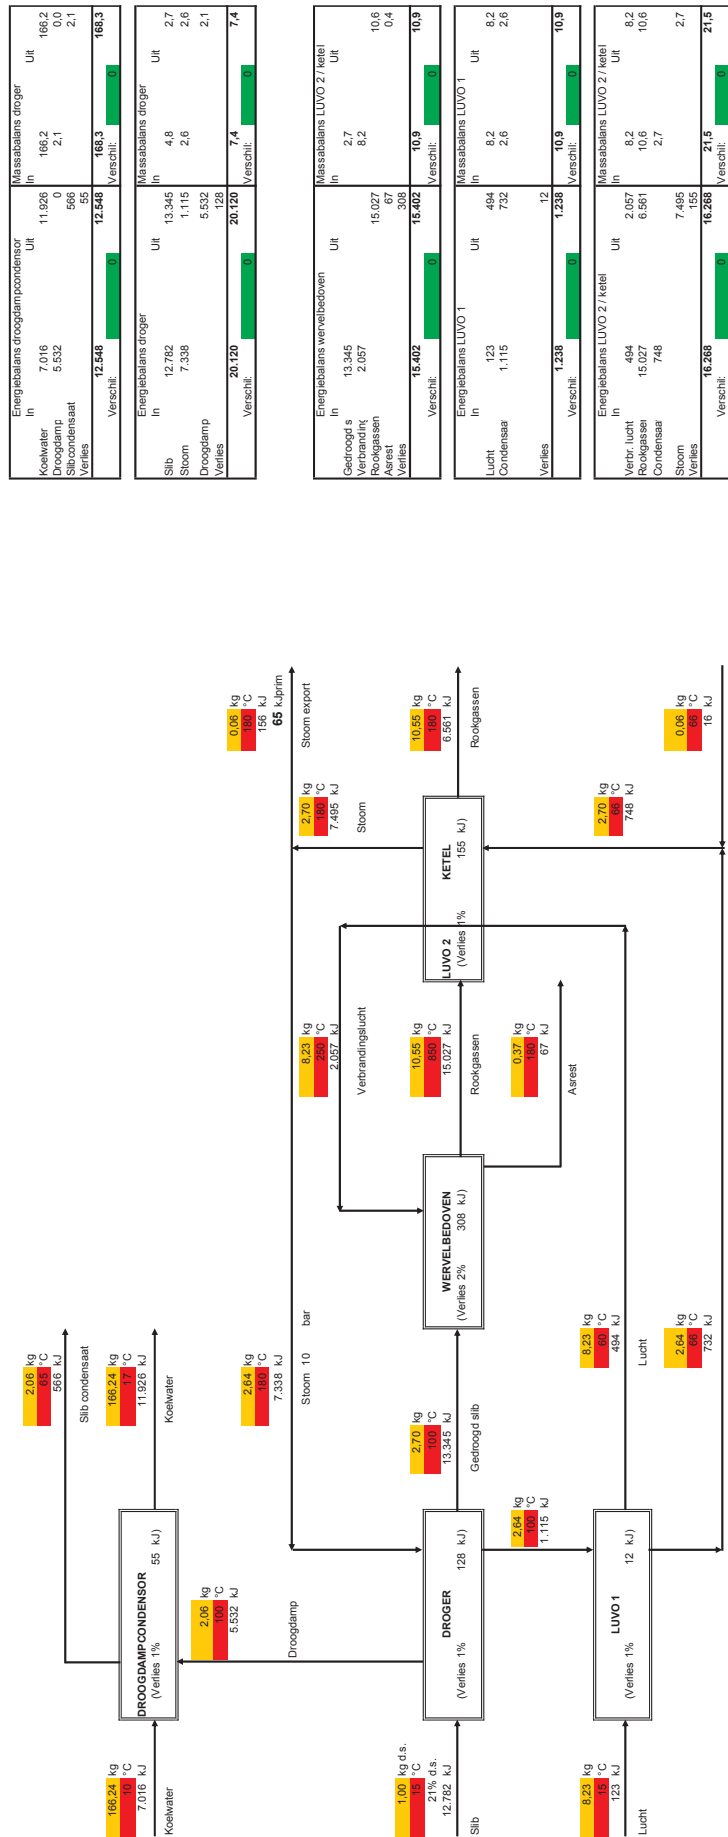 166,24 kg
10 °C
7.016 kJ
Koelwater
DROOGDAMPCONDENSOR
(Verlies 1% 55 kJ)
2,06 kg
65 °C
566 kJ
Slib condensaat
166,24 kg
17 °C
11.926 kJ
Koelwater
2,06 kg
100 °C
5.532 kJ
Droogdamp
2,64 kg
180 °C
7.338 kJ
Stoom 10 bar
1,00 kg d.s.
15 °C
21% d.s.
12.782 kJ
Slib
DROGER
(Verlies 1% 128 kJ)
2,70 kg
100 °C
13.345 kJ
Gedroogd slib
2,64 kg
100 °C
1.115 kJ
8,23 kg
15 °C
123 kJ
Lucht
LUVO 1
(Verlies 1% 12 kJ)
8,23 kg
60 °C
494 kJ
Lucht
2,64 kg
66 °C
732 kJ
WERVELBEDOVEN
(Verlies 2% 308 kJ)
8,23 kg
250 °C
2.057 kJ
Verbrandingslucht
10,55 kg
850 °C
15.027 kJ
Rookgassen
0,37 kg
180 °C
67 kJ
Asrest
LUVO 2 KETEL
(Verlies 1% 155 kJ)
2,70 kg
180 °C
7.495 kJ
Stoom
0,06 kg
180 °C
156 kJ
65 kJprim
Stoom export
10,55 kg
180 °C
6.561 kJ
Rookgassen
2,70 kg
66 °C
748 kJ
0,06 kg
66 °C
16 kJ
Energiebalans droogdampcondensor Massabalans droger
In Uit In Uit
Koelwater 7.016 11.926 166,2 166,2
Droogdamp 5.532 0 2,1 0,0
Slibcondensaat 566 2,1
Verlies 55
12.548 12.548 168,3 168,3
Verschil: 0 Verschil: 0
Energiebalans droger Massabalans droger
In Uit In Uit
Slib 12.782 13.345 4,8 2,7
Stoom 7.338 1.115 2,6 2,6
Droogdamp 5.532 2,1
Verlies 128
20.120 20.120 7,4 7,4
Verschil: 0 Verschil: 0
Energiebalans wervelbedoven Massabalans LUVO 2 / ketel
In Uit In Uit
Gedroogd s 13.345 2,7
Verbranding 2.057 8,2
Rookgassen 15.027 10,6
Asrest 67 0,4
Verlies 308
15.402 15.402 10,9 10,9
Verschil: 0 Verschil: 0
Energiebalans LUVO 1 Massabalans LUVO 1
In Uit In Uit
Lucht 123 494 8,2 8,2
Condensaa 1.115 732 2,6 2,6
Verlies 12
1.238 1.238 10,9 10,9
Verschil: 0 Verschil: 0
Energiebalans LUVO 2 / ketel Massabalans LUVO 2 / ketel
In Uit In Uit
Verbr. lucht 494 2.057 8,2 8,2
Rookgasser 15.027 6.561 10,6 10,6
Condensaa 748 2,7
Stoom 7.495 2,7
Verlies 155
16.268 16.268 21,5 21,5
Verschil: 0 Verschil: 0